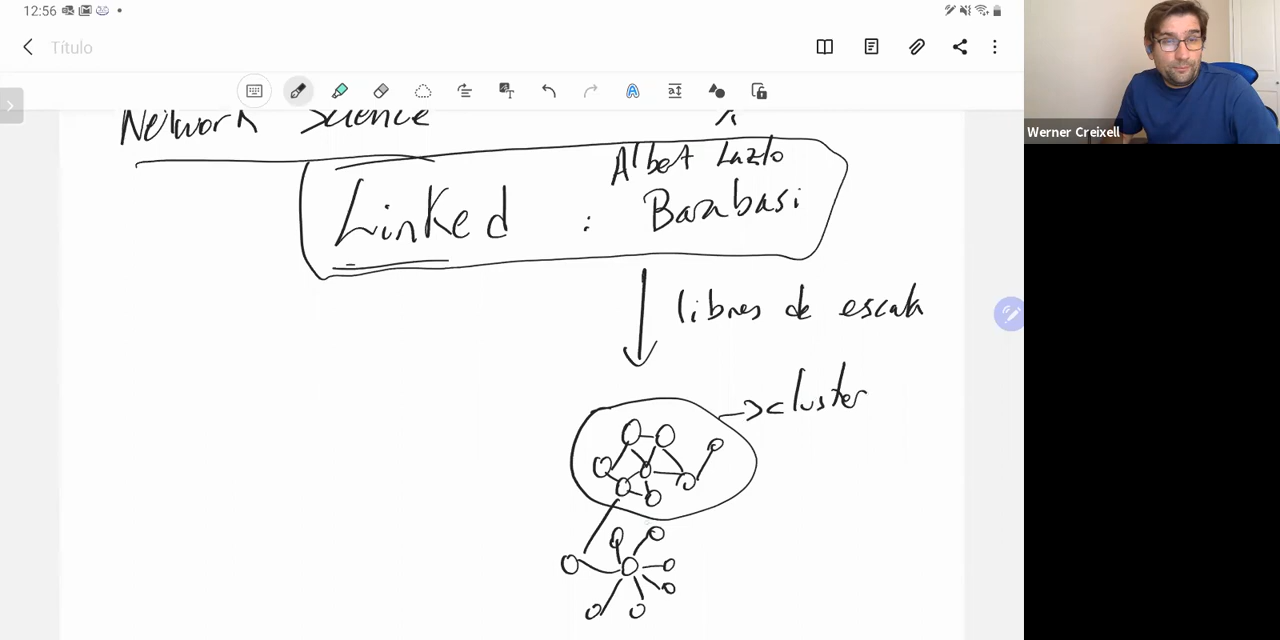 12:56
Título
Werner Creixell
Network Science
Albert Lazlo
Linked : Barabasi
libres de escala
cluster